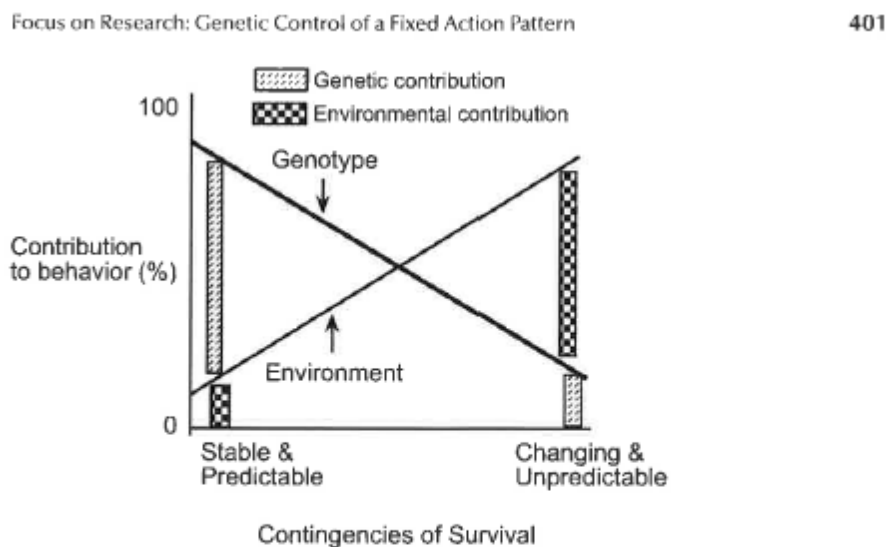 Focus on Research: Genetic Control of a Fixed Action Pattern 401
Genetic contribution
Environmental contribution
100
Genotype
Contribution
to behavior (%)
Environment
0
Stable &
Predictable
Changing &
Unpredictable
Contingencies of Survival